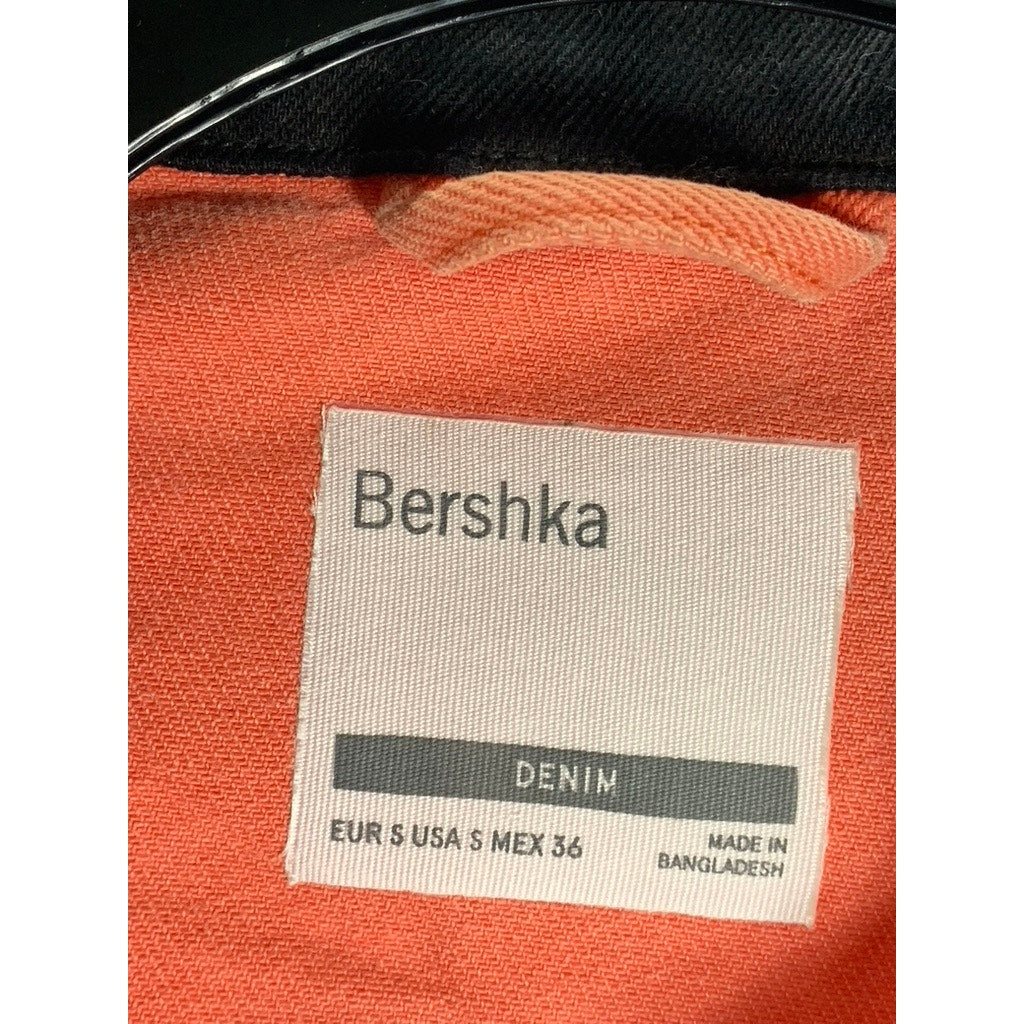 Bershka
DENIM
EUR S USA S MEX 36
MADE IN
BANGLADESH